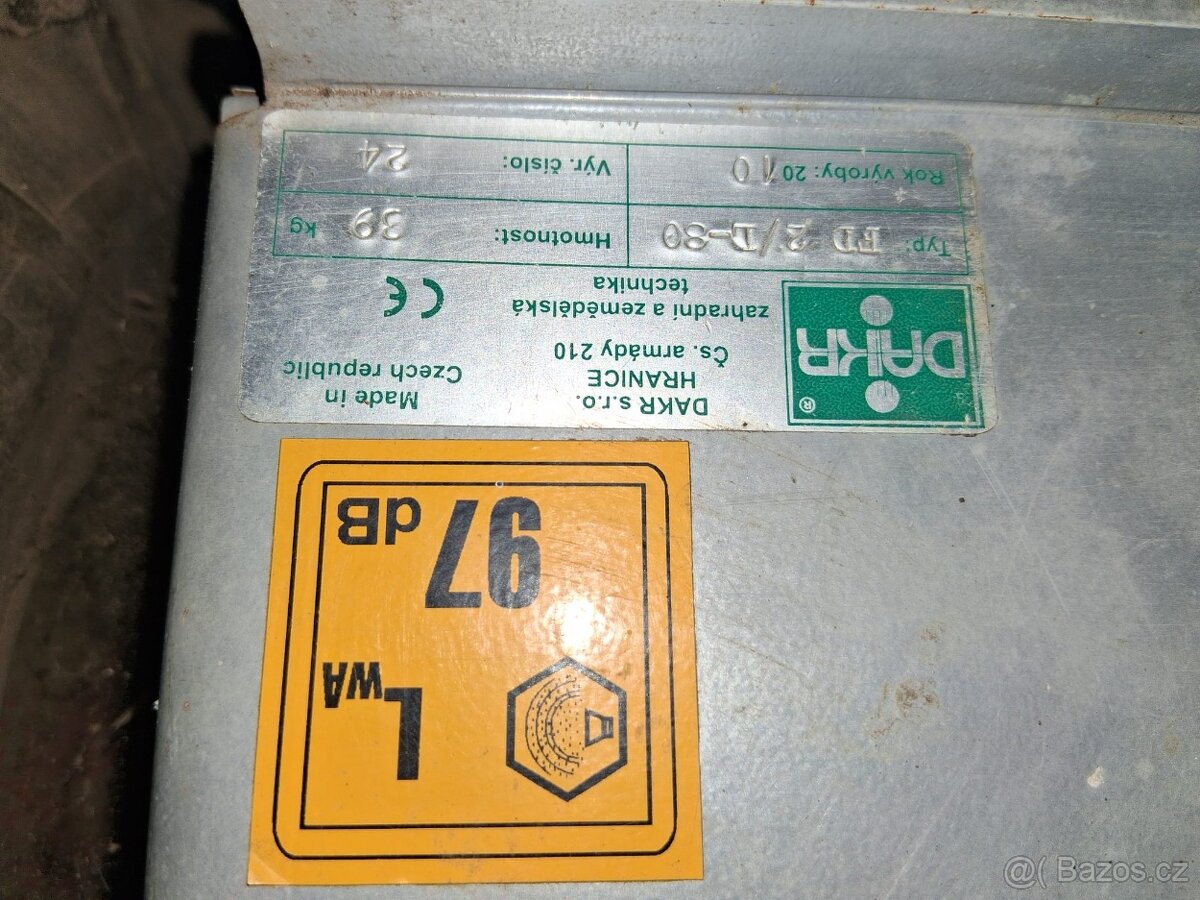 DAKR
®
DAKR s.r.o.
HRANICE
Čs. armády 210
zahradní a zemědělská
technika
Made in
Czech republic
CE
Typ: FD 2/D-80
Hmotnost: 39 kg
Rok výroby: 2010
Výr. číslo: 24
LWA
97 dB
@( Bazos.cz